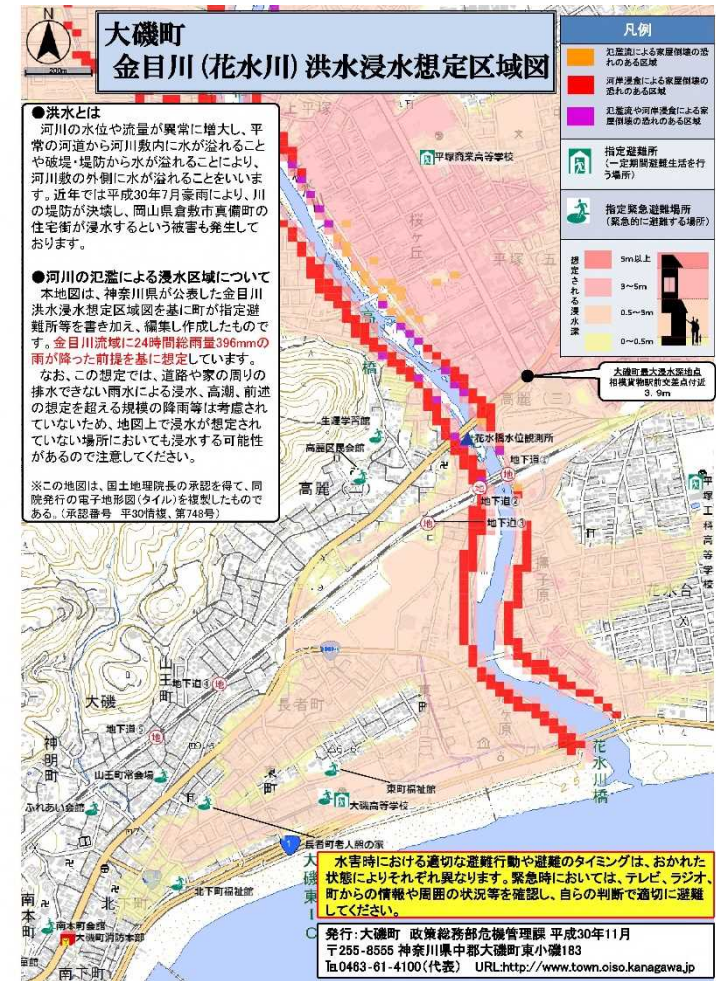 大磯町
金目川(花水川)洪水浸水想定区域図
N
200m
凡例
氾濫流による家屋倒壊の恐
れのある区域
河岸浸食による家屋倒壊の
恐れのある区域
氾濫流や河岸浸食による家
屋倒壊の恐れのある区域
指定避難所
(一定期間避難生活を行
う場所)
指定緊急避難場所
(緊急的に避難する場所)
想定される浸水深
5m以上
3~5m
0.5~3m
0~0.5m
●洪水とは
河川の水位や流量が異常に増大し、平
常の河道から河川敷内に水が溢れること
や破堤・堤防から水が溢れることにより、
河川敷の外側に水が溢れることをいいま
す。近年では平成30年7月豪雨により、川
の堤防が決壊し、岡山県倉敷市真備町の
住宅街が浸水するという被害も発生して
おります。
●河川の氾濫による浸水区域について
本地図は、神奈川県が公表した金目川
洪水浸水想定区域図を基に町が指定避
難所等を書き加え、編集し作成したもので
す。金目川流域に24時間総雨量396mmの
雨が降った前提を基に想定しています。
なお、この想定では、道路や家の周りの
排水できない雨水による浸水、高潮、前述
の想定を超える規模の降雨等は考慮され
ていないため、地図上で浸水が想定され
ていない場所においても浸水する可能性
があるので注意してください。
※この地図は、国土地理院長の承認を得て、同
院発行の電子地形図(タイル)を複製したもので
ある。(承認番号 平30情複、第748号)
上平塚
平塚商業高等学校
桜ケ丘
平塚(五)
大磯町最大浸水深地点
相模貨物駅前交差点付近
3.9m
高麗(三)
生涯学習館
花水橋水位観測所
高麗区民会館
地下道①
高麗
地
地下道②
地
地下道③
平塚工科高等学校
撫子原
花水台
山王町
地下道④
地
大磯
長者町
地下道⑤
地
神明町
山王町常会場
東町
東町福祉館
ふれあい会館
大磯高等学校
花水川橋
長者町老人憩の家
1
大磯東IC
北下町福祉館
南本町
南本町会館
大磯町消防本部
北下町
南下町
水害時における適切な避難行動や避難のタイミングは、おかれた
状態によりそれぞれ異なります。緊急時においては、テレビ、ラジオ、
町からの情報や周囲の状況等を確認し、自らの判断で適切に避難
してください。
発行:大磯町 政策総務部危機管理課 平成30年11月
〒255-8555 神奈川県中郡大磯町東小磯183
℡0463-61-4100(代表) URL:http://www.town.oiso.kanagawa.jp